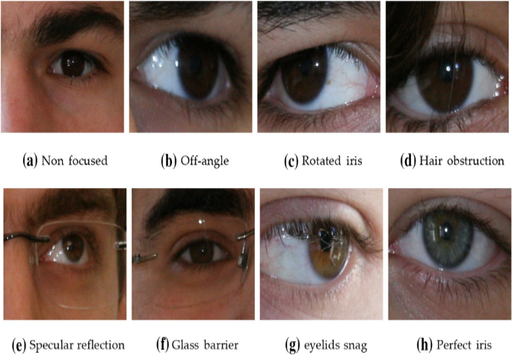 (a) Non focused
(b) Off-angle
(c) Rotated iris
(d) Hair obstruction
(e) Specular reflection
(f) Glass barrier
(g) eyelids snag
(h) Perfect iris